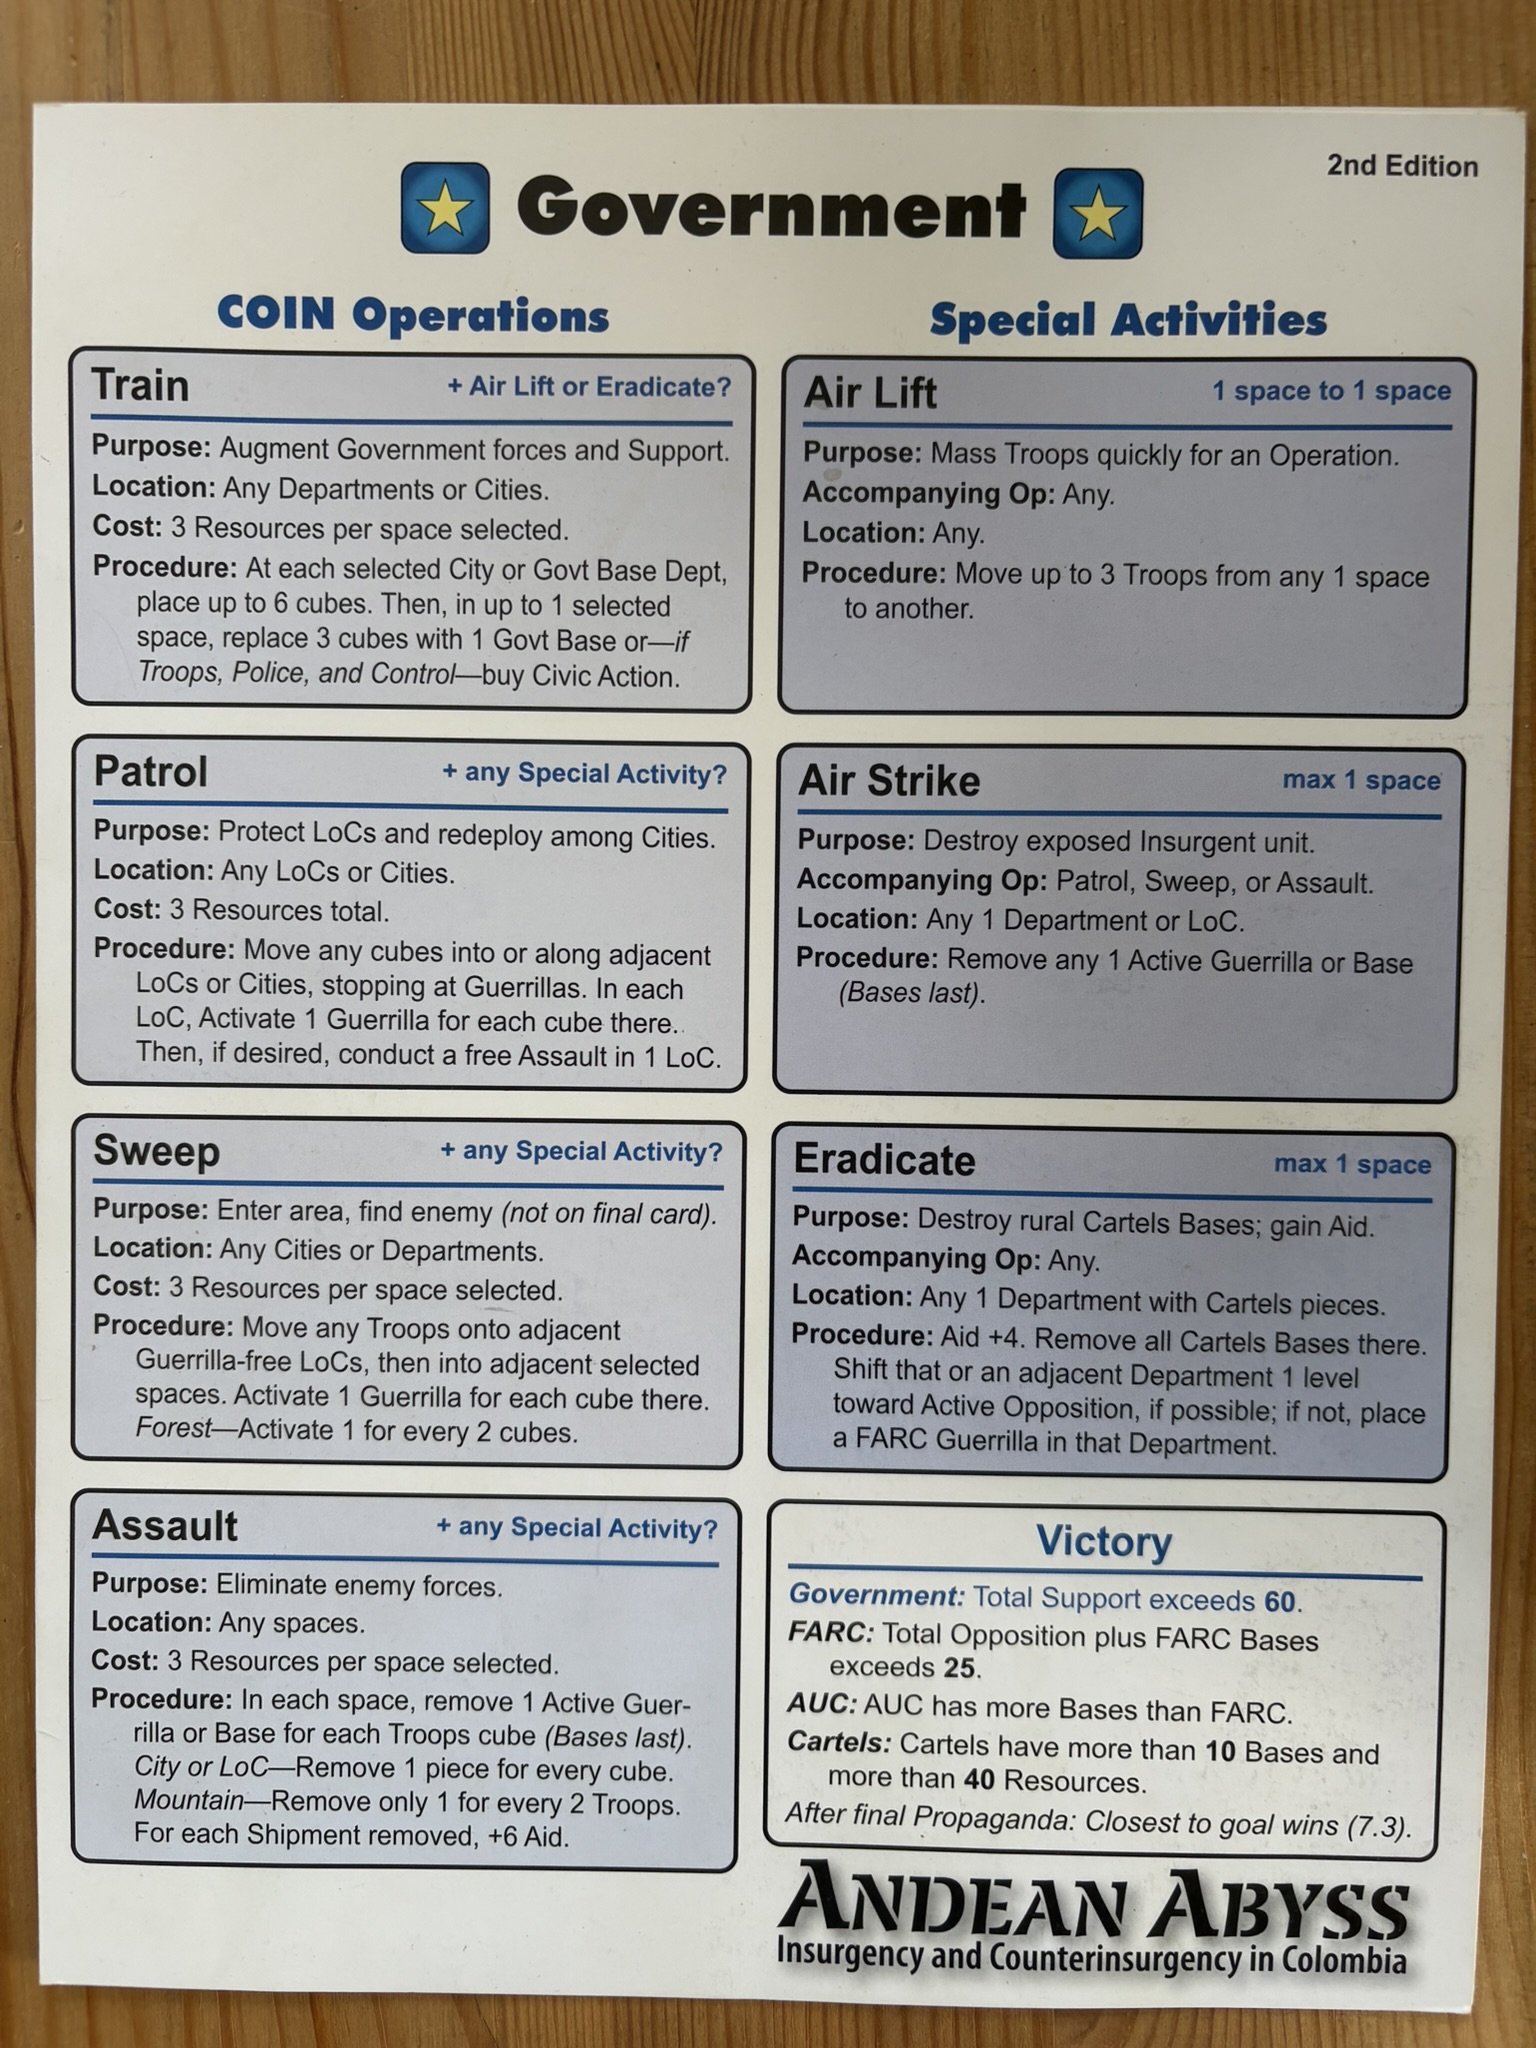 2nd Edition
Government
COIN Operations
Train + Air Lift or Eradicate?
Purpose: Augment Government forces and Support.
Location: Any Departments or Cities.
Cost: 3 Resources per space selected.
Procedure: At each selected City or Govt Base Dept,
place up to 6 cubes. Then, in up to 1 selected
space, replace 3 cubes with 1 Govt Base or—if
Troops, Police, and Control—buy Civic Action.
Patrol + any Special Activity?
Purpose: Protect LoCs and redeploy among Cities.
Location: Any LoCs or Cities.
Cost: 3 Resources total.
Procedure: Move any cubes into or along adjacent
LoCs or Cities, stopping at Guerrillas. In each
LoC, Activate 1 Guerrilla for each cube there.
Then, if desired, conduct a free Assault in 1 LoC.
Sweep + any Special Activity?
Purpose: Enter area, find enemy (not on final card).
Location: Any Cities or Departments.
Cost: 3 Resources per space selected.
Procedure: Move any Troops onto adjacent
Guerrilla-free LoCs, then into adjacent selected
spaces. Activate 1 Guerrilla for each cube there.
Forest—Activate 1 for every 2 cubes.
Assault + any Special Activity?
Purpose: Eliminate enemy forces.
Location: Any spaces.
Cost: 3 Resources per space selected.
Procedure: In each space, remove 1 Active Guer-
rilla or Base for each Troops cube (Bases last).
City or LoC—Remove 1 piece for every cube.
Mountain—Remove only 1 for every 2 Troops.
For each Shipment removed, +6 Aid.
Special Activities
Air Lift 1 space to 1 space
Purpose: Mass Troops quickly for an Operation.
Accompanying Op: Any.
Location: Any.
Procedure: Move up to 3 Troops from any 1 space
to another.
Air Strike max 1 space
Purpose: Destroy exposed Insurgent unit.
Accompanying Op: Patrol, Sweep, or Assault.
Location: Any 1 Department or LoC.
Procedure: Remove any 1 Active Guerrilla or Base
(Bases last).
Eradicate max 1 space
Purpose: Destroy rural Cartels Bases; gain Aid.
Accompanying Op: Any.
Location: Any 1 Department with Cartels pieces.
Procedure: Aid +4. Remove all Cartels Bases there.
Shift that or an adjacent Department 1 level
toward Active Opposition, if possible; if not, place
a FARC Guerrilla in that Department.
Victory
Government: Total Support exceeds 60.
FARC: Total Opposition plus FARC Bases
exceeds 25.
AUC: AUC has more Bases than FARC.
Cartels: Cartels have more than 10 Bases and
more than 40 Resources.
After final Propaganda: Closest to goal wins (7.3).
ANDEAN ABYSS
Insurgency and Counterinsurgency in Colombia